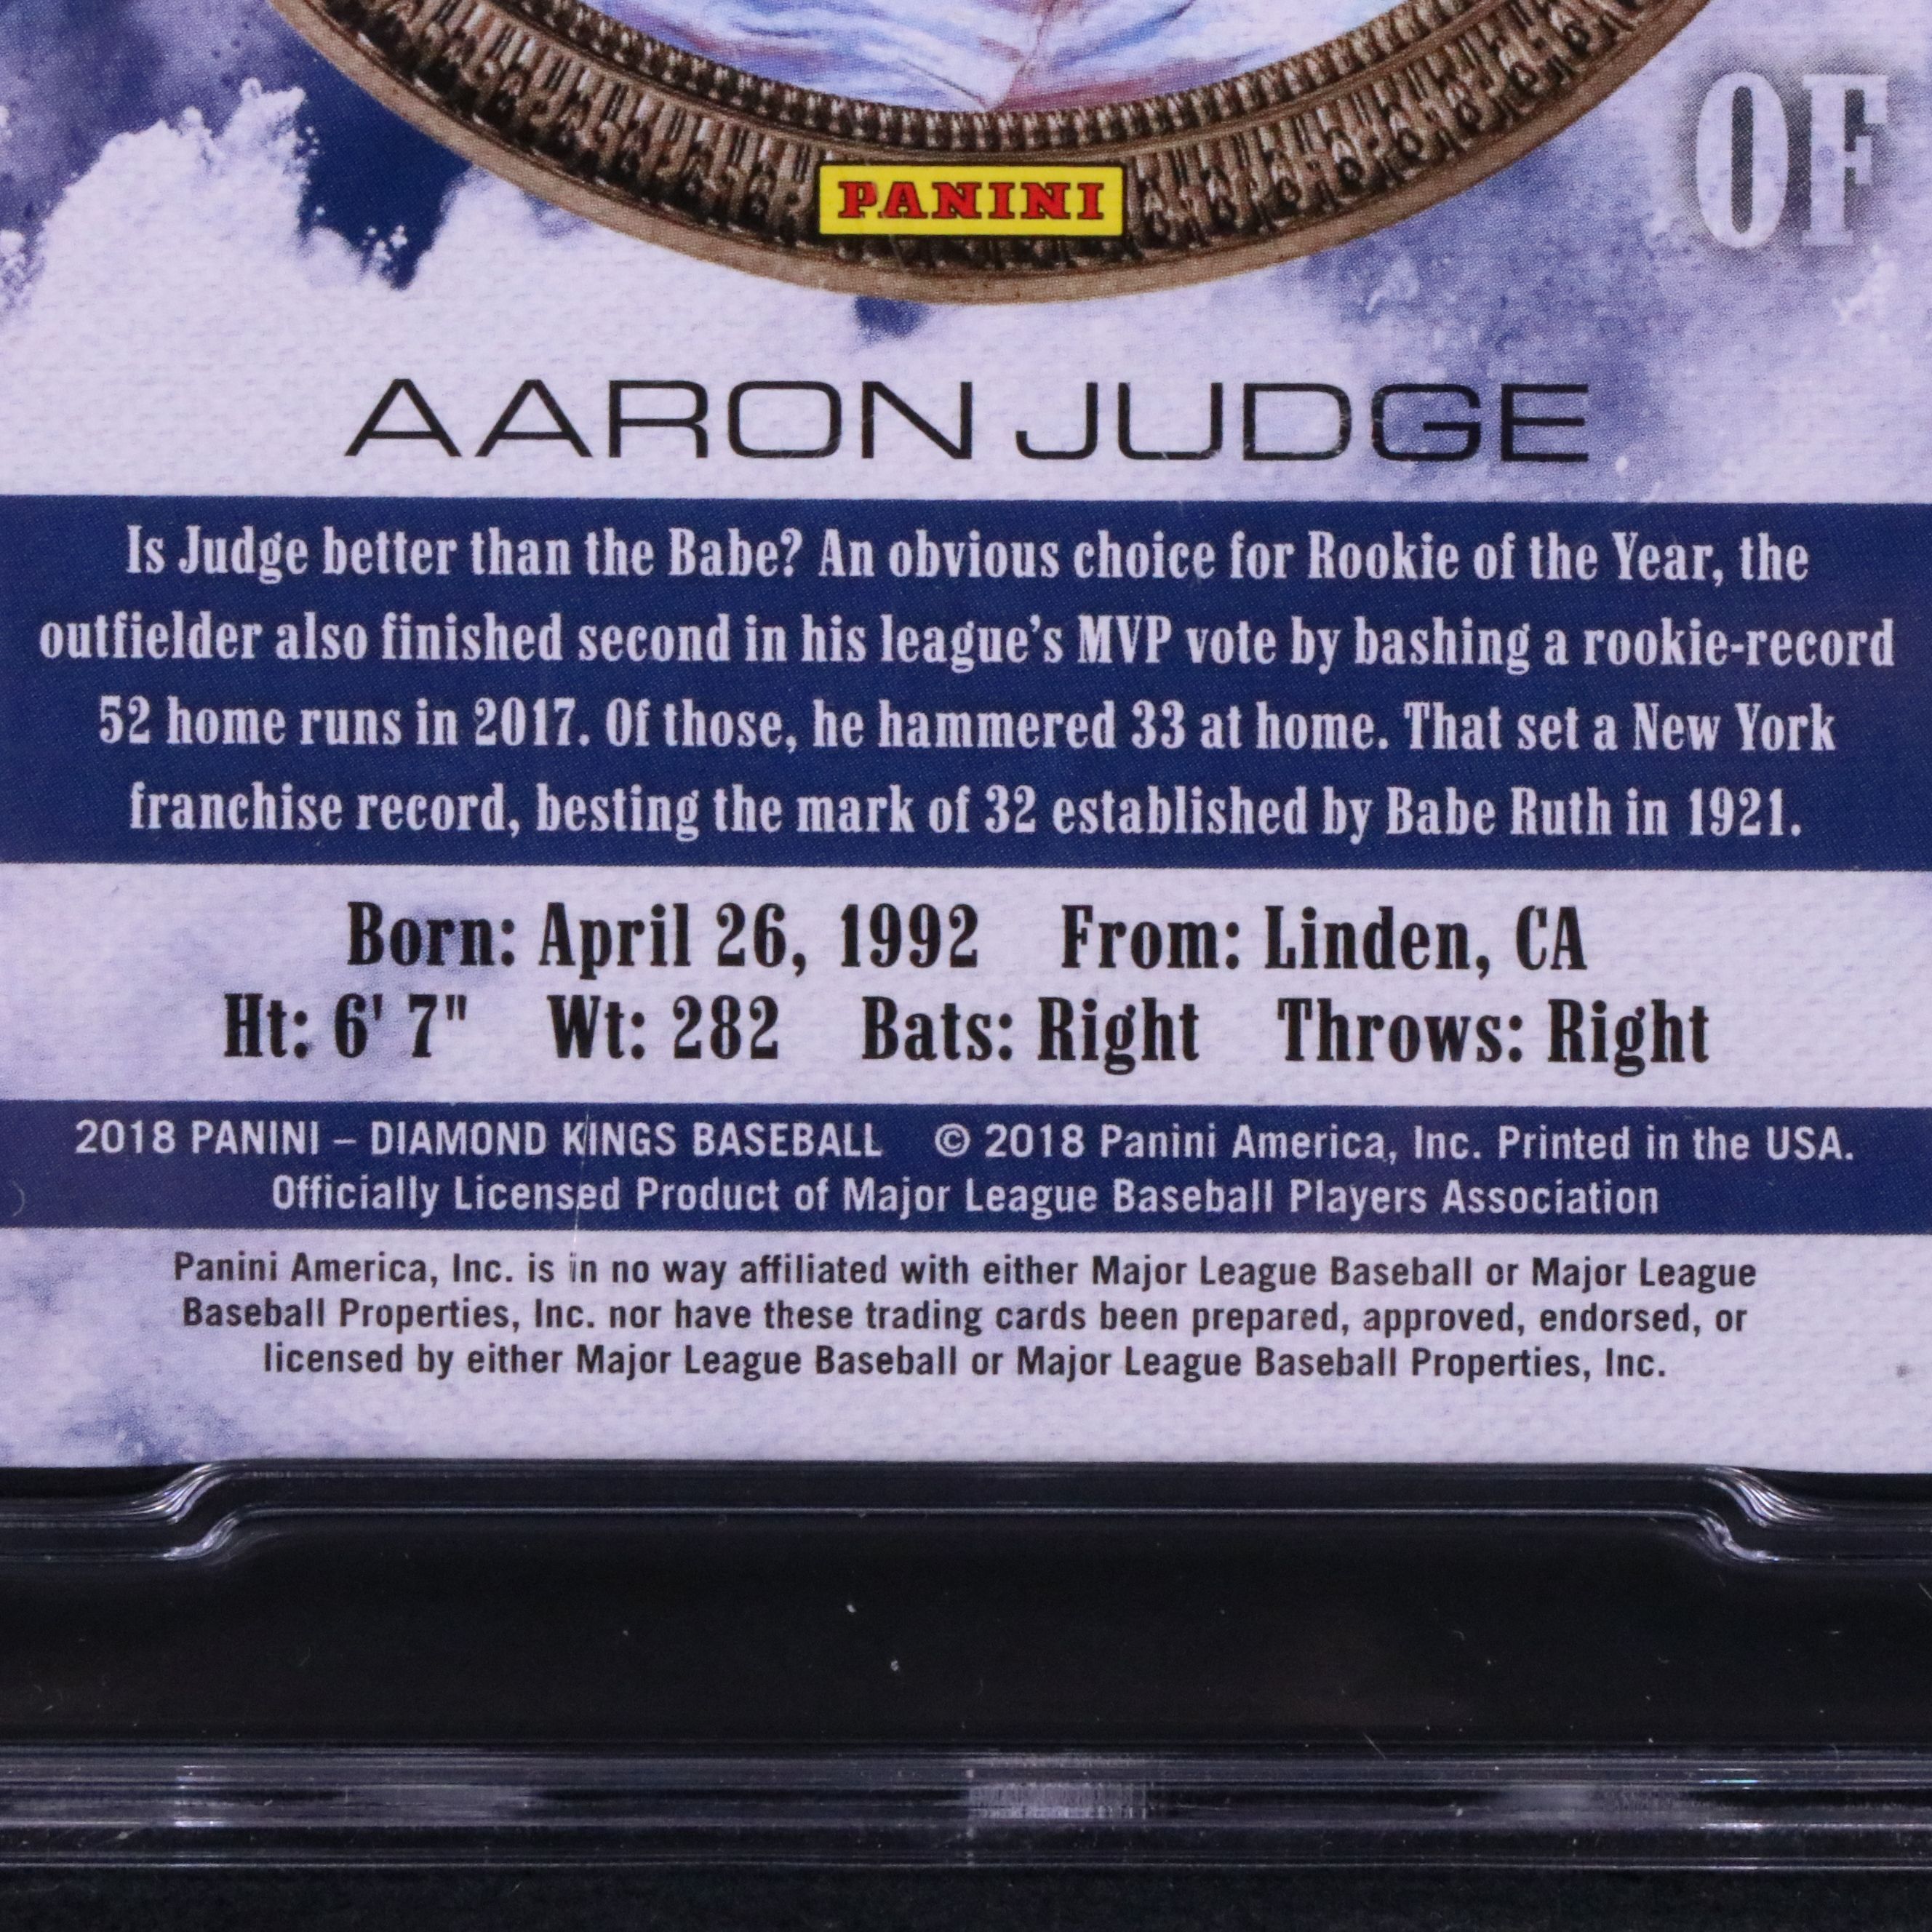 PANINI
OF
AARON JUDGE
Is Judge better than the Babe? An obvious choice for Rookie of the Year, the
outfielder also finished second in his league's MVP vote by bashing a rookie-record
52 home runs in 2017. Of those, he hammered 33 at home. That set a New York
franchise record, besting the mark of 32 established by Babe Ruth in 1921.
Born: April 26, 1992 From: Linden, CA
Ht: 6' 7" Wt: 282 Bats: Right Throws: Right
2018 PANINI – DIAMOND KINGS BASEBALL © 2018 Panini America, Inc. Printed in the USA.
Officially Licensed Product of Major League Baseball Players Association
Panini America, Inc. is in no way affiliated with either Major League Baseball or Major League
Baseball Properties, Inc. nor have these trading cards been prepared, approved, endorsed, or
licensed by either Major League Baseball or Major League Baseball Properties, Inc.